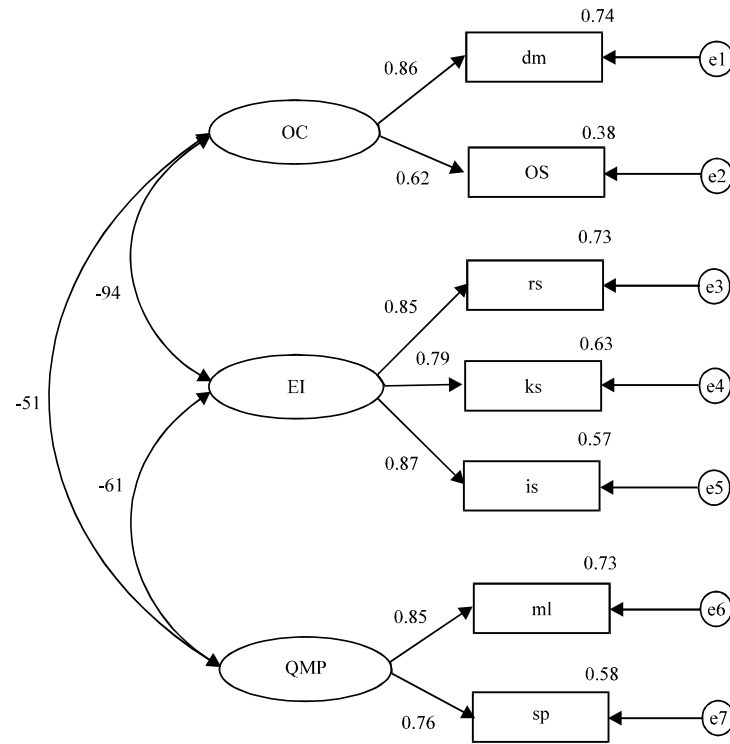 0.74
dm
e1
0.86
OC
0.38
0.62
OS
e2
0.73
rs
e3
-94
0.85
0.63
0.79
EI
ks
e4
-51
0.57
0.87
is
e5
-61
0.73
0.85
ml
e6
QMP
0.58
0.76
sp
e7